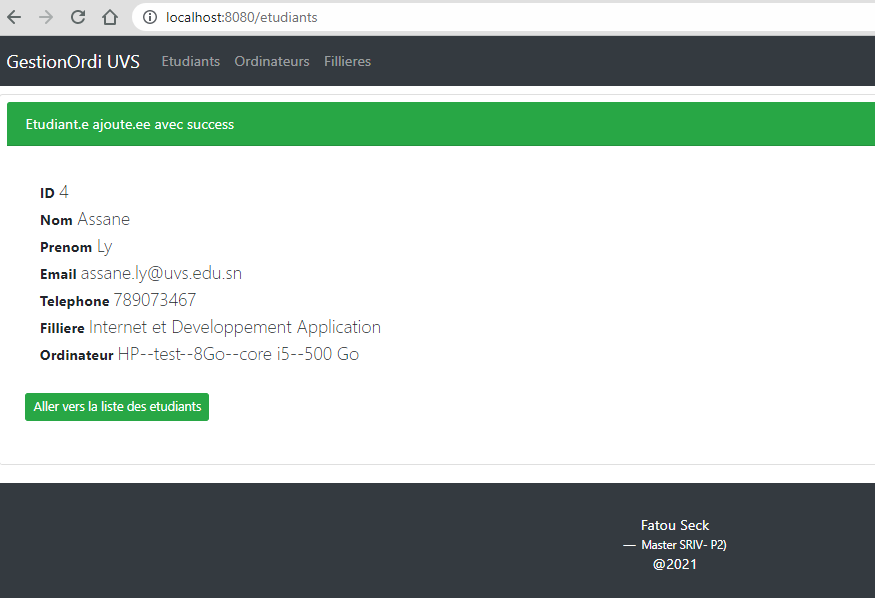 localhost:8080/etudiants
GestionOrdi UVS Etudiants Ordinateurs Fillieres
Etudiant.e ajoute.ee avec success
ID 4
Nom Assane
Prenom Ly
Email assane.ly@uvs.edu.sn
Telephone 789073467
Filliere Internet et Developpement Application
Ordinateur HP--test--8Go--core i5--500 Go
Aller vers la liste des etudiants
Fatou Seck
— Master SRIV- P2)
@2021